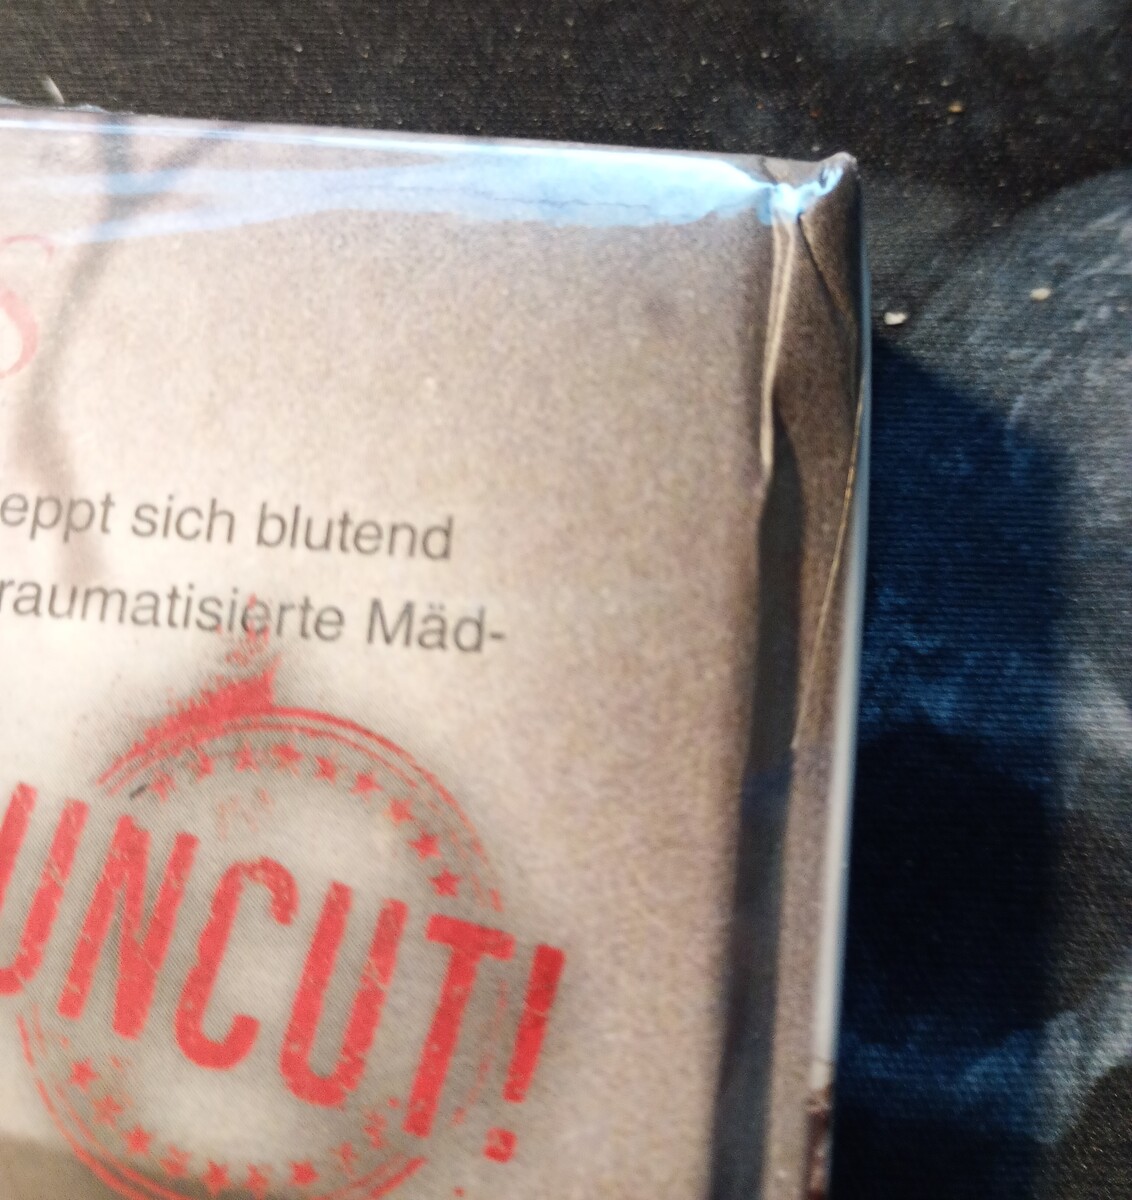 eppt sich blutend
raumatisierte Mäd-
UNCUT!